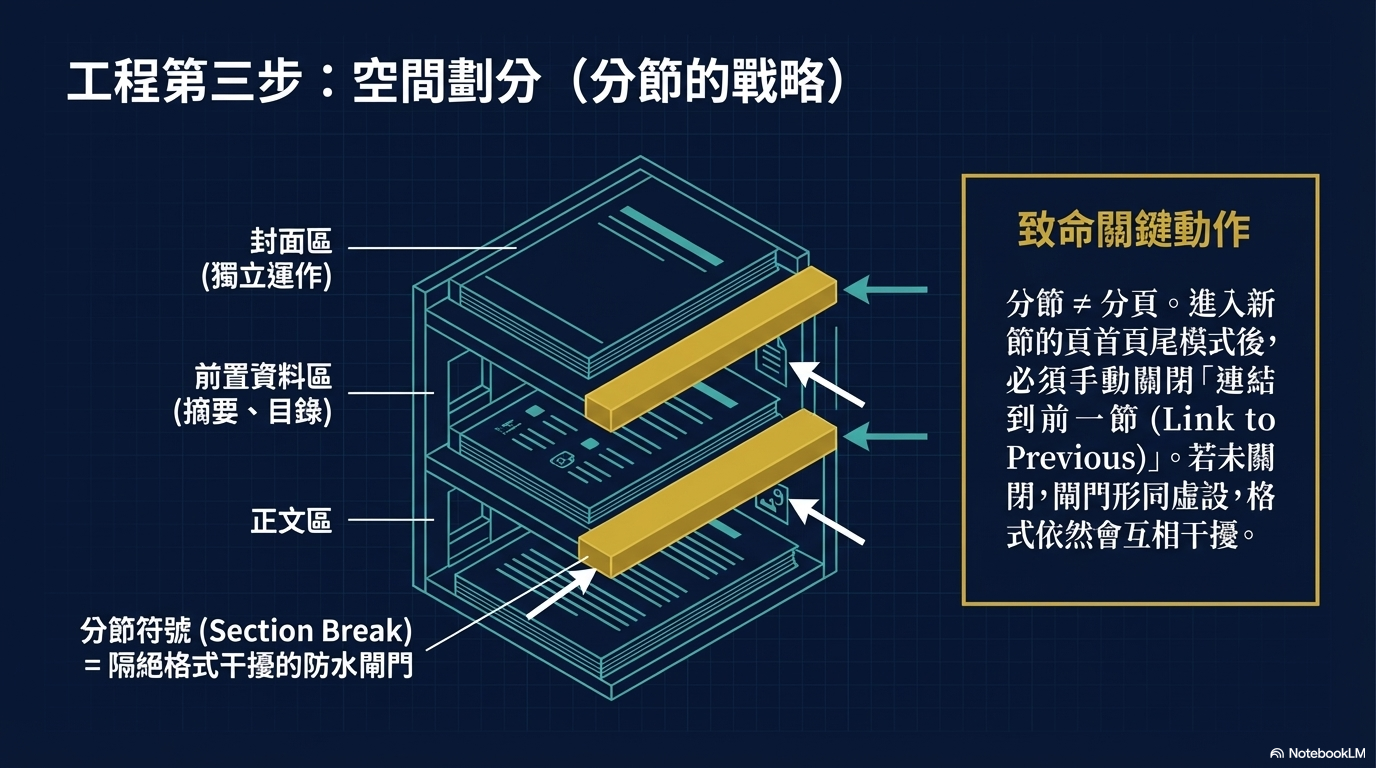 工程第三步：空間劃分（分節的戰略）
封面區
(獨立運作)
前置資料區
(摘要、目錄)
正文區
分節符號 (Section Break)
= 隔絕格式干擾的防水閘門
致命關鍵動作
分節 ≠ 分頁。進入新
節的頁首頁尾模式後，
必須手動關閉「連結
到前一節 (Link to
Previous)」。若未關
閉，閘門形同虛設，格
式依然會互相干擾。
NotebookLM